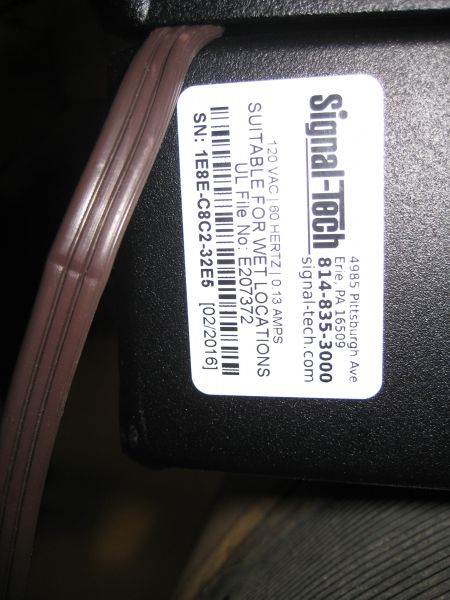 Signal-Tech
4985 Pittsburgh Ave
Erie, PA 16509
814-835-3000
signal-tech.com
120 VAC | 60 HERTZ | 0.13 AMPS
SUITABLE FOR WET LOCATIONS
UL File No: E207372
SN: 1E8E-C8C2-32E5 [02/2016]